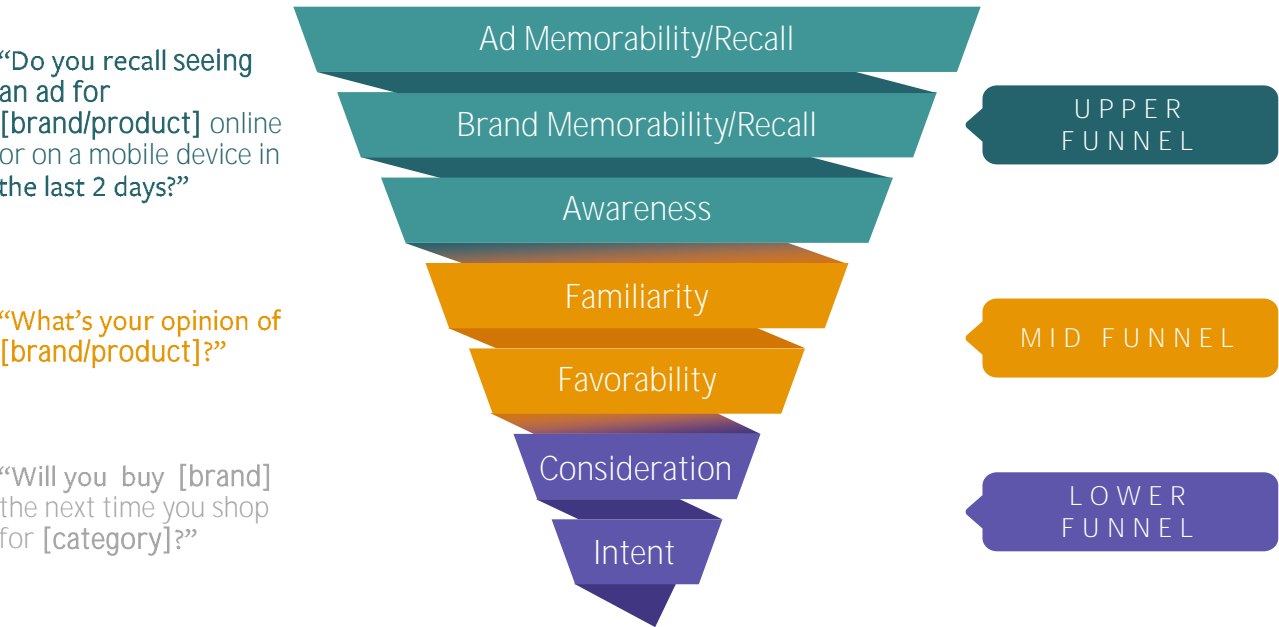 Ad Memorability/Recall
Brand Memorability/Recall
Awareness
Familiarity
Favorability
Consideration
Intent
“Do you recall seeing
an ad for
[brand/product] online
or on a mobile device in
the last 2 days?”
“What’s your opinion of
[brand/product]?”
“Will you buy [brand]
the next time you shop
for [category]?”
UPPER
FUNNEL
MID FUNNEL
LOWER
FUNNEL